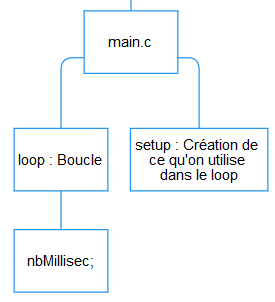 main.c
loop : Boucle
setup : Création de
ce qu'on utilise
dans le loop
nbMillisec;